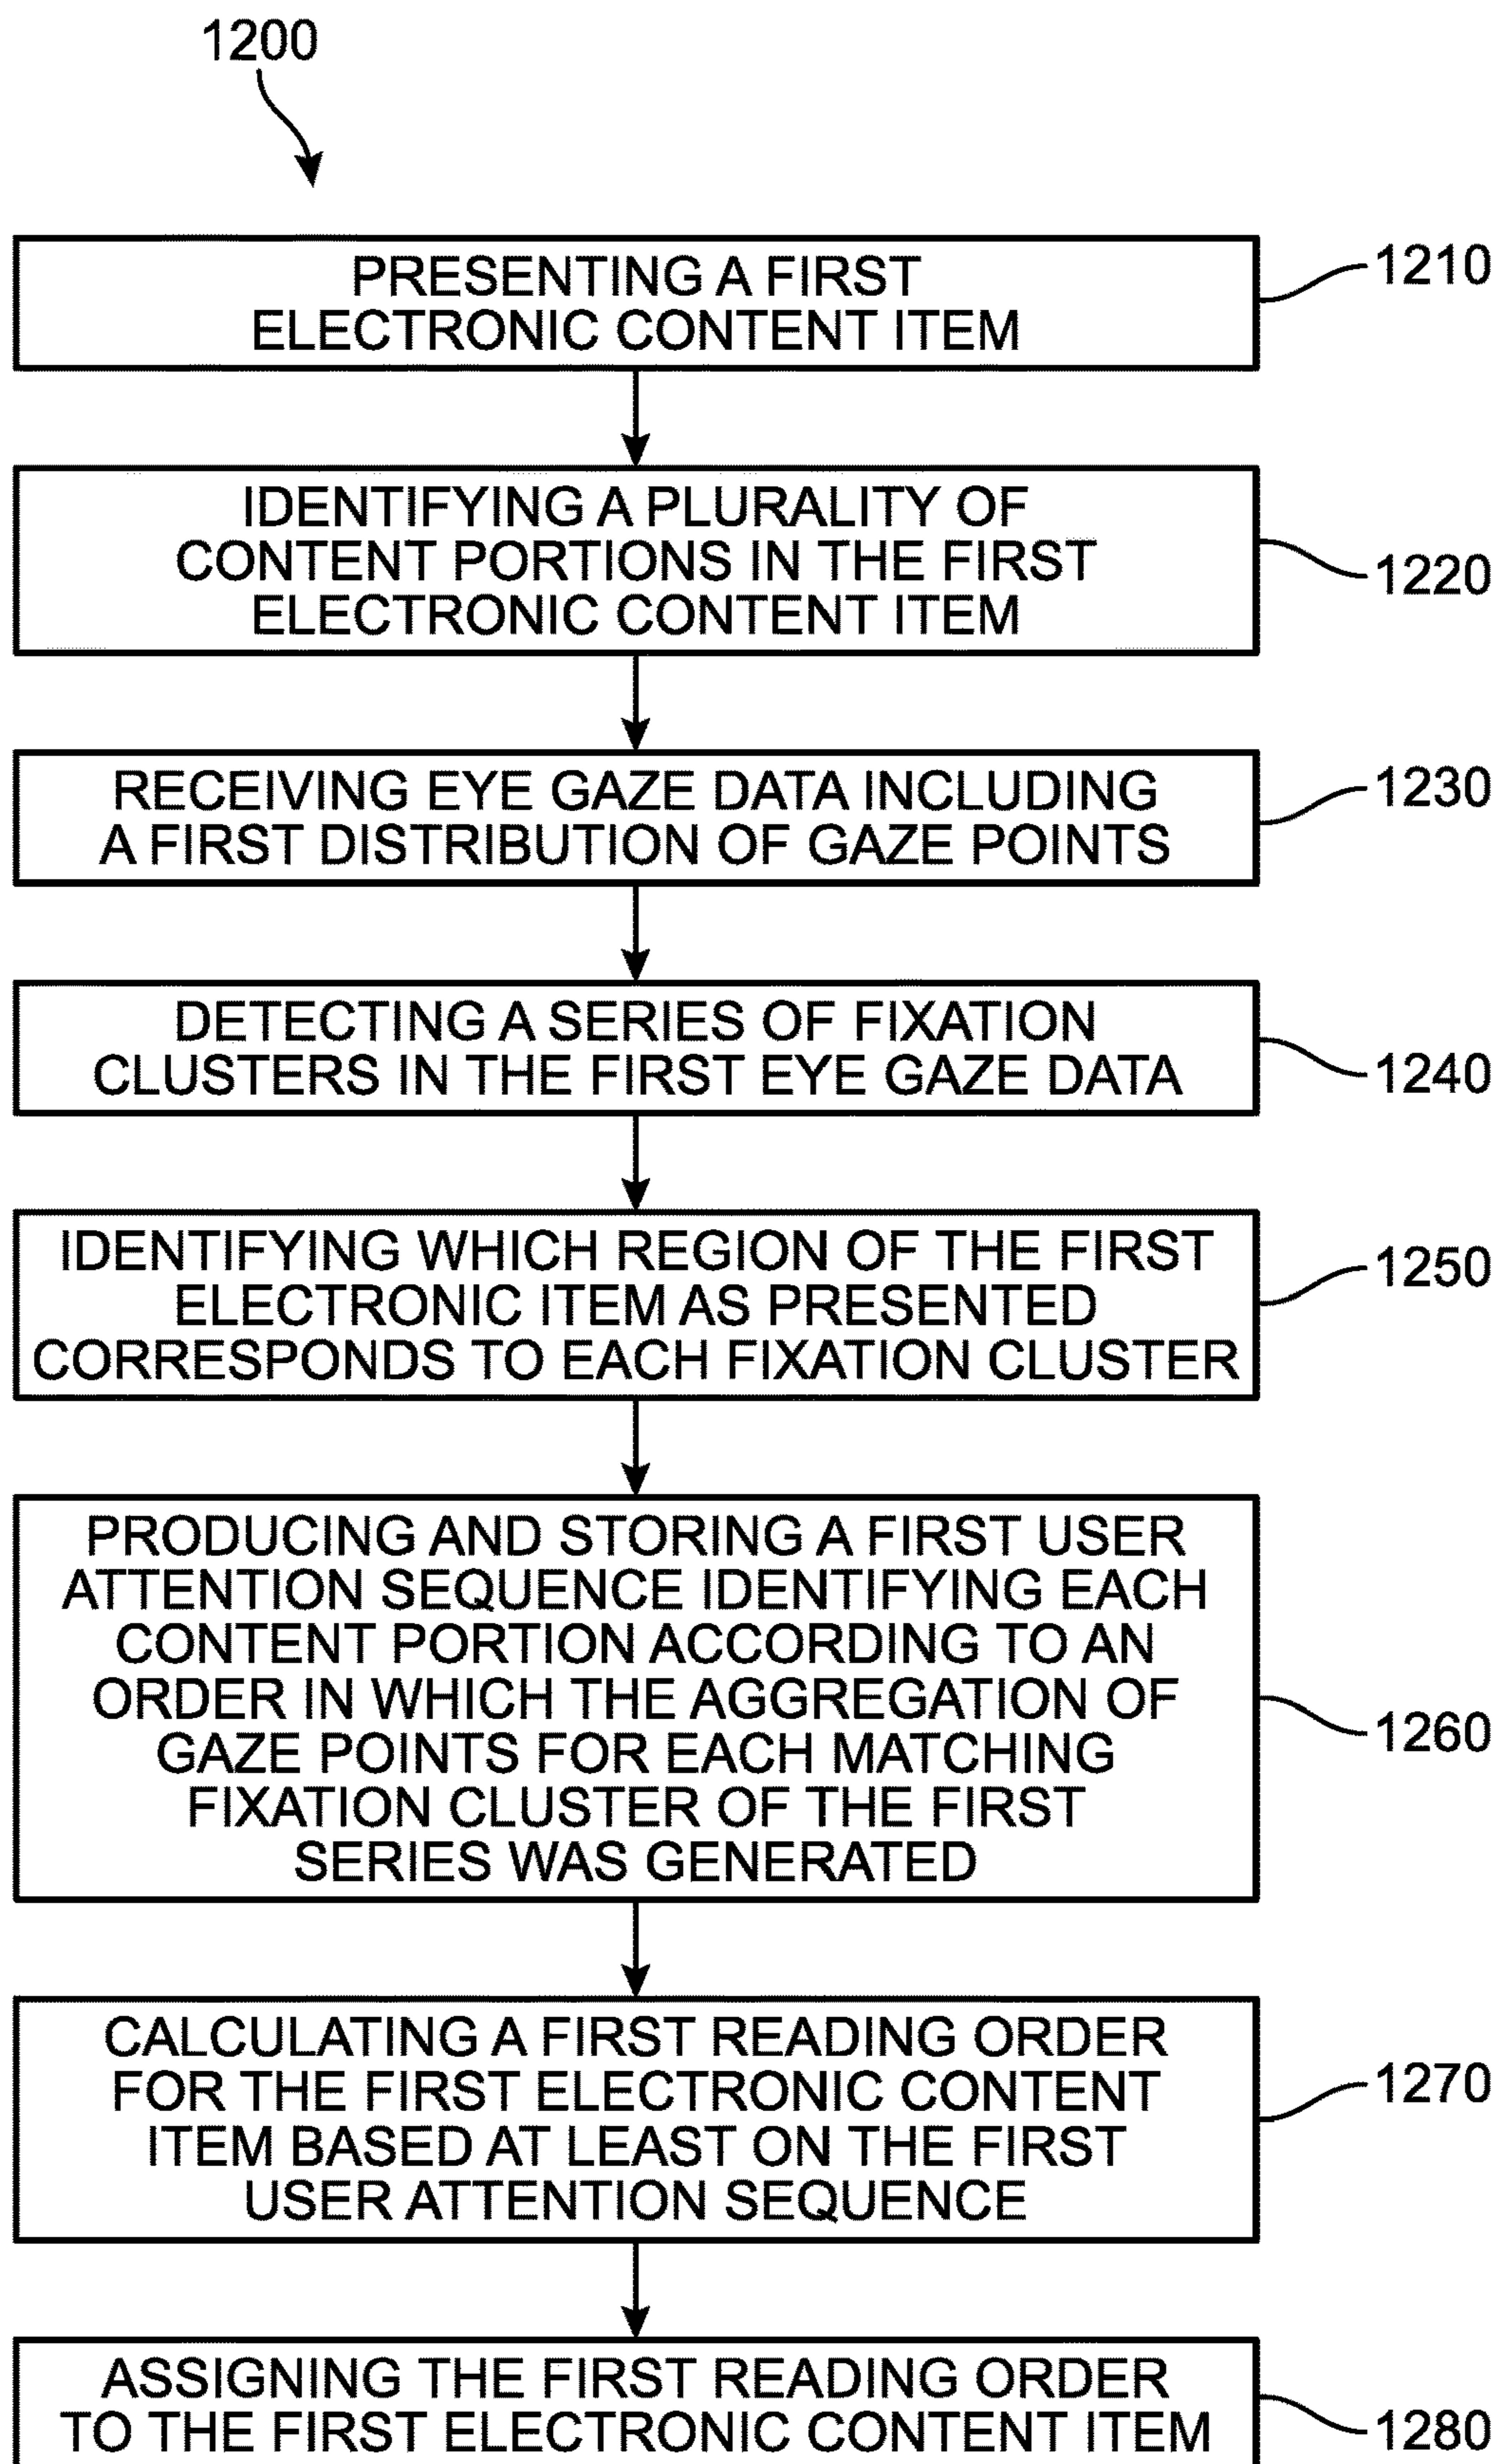 1200
PRESENTING A FIRST
ELECTRONIC CONTENT ITEM
1210
IDENTIFYING A PLURALITY OF
CONTENT PORTIONS IN THE FIRST
ELECTRONIC CONTENT ITEM
1220
RECEIVING EYE GAZE DATA INCLUDING
A FIRST DISTRIBUTION OF GAZE POINTS
1230
DETECTING A SERIES OF FIXATION
CLUSTERS IN THE FIRST EYE GAZE DATA
1240
IDENTIFYING WHICH REGION OF THE FIRST
ELECTRONIC ITEM AS PRESENTED
CORRESPONDS TO EACH FIXATION CLUSTER
1250
PRODUCING AND STORING A FIRST USER
ATTENTION SEQUENCE IDENTIFYING EACH
CONTENT PORTION ACCORDING TO AN
ORDER IN WHICH THE AGGREGATION OF
GAZE POINTS FOR EACH MATCHING
FIXATION CLUSTER OF THE FIRST
SERIES WAS GENERATED
1260
CALCULATING A FIRST READING ORDER
FOR THE FIRST ELECTRONIC CONTENT
ITEM BASED AT LEAST ON THE FIRST
USER ATTENTION SEQUENCE
1270
ASSIGNING THE FIRST READING ORDER
TO THE FIRST ELECTRONIC CONTENT ITEM
1280